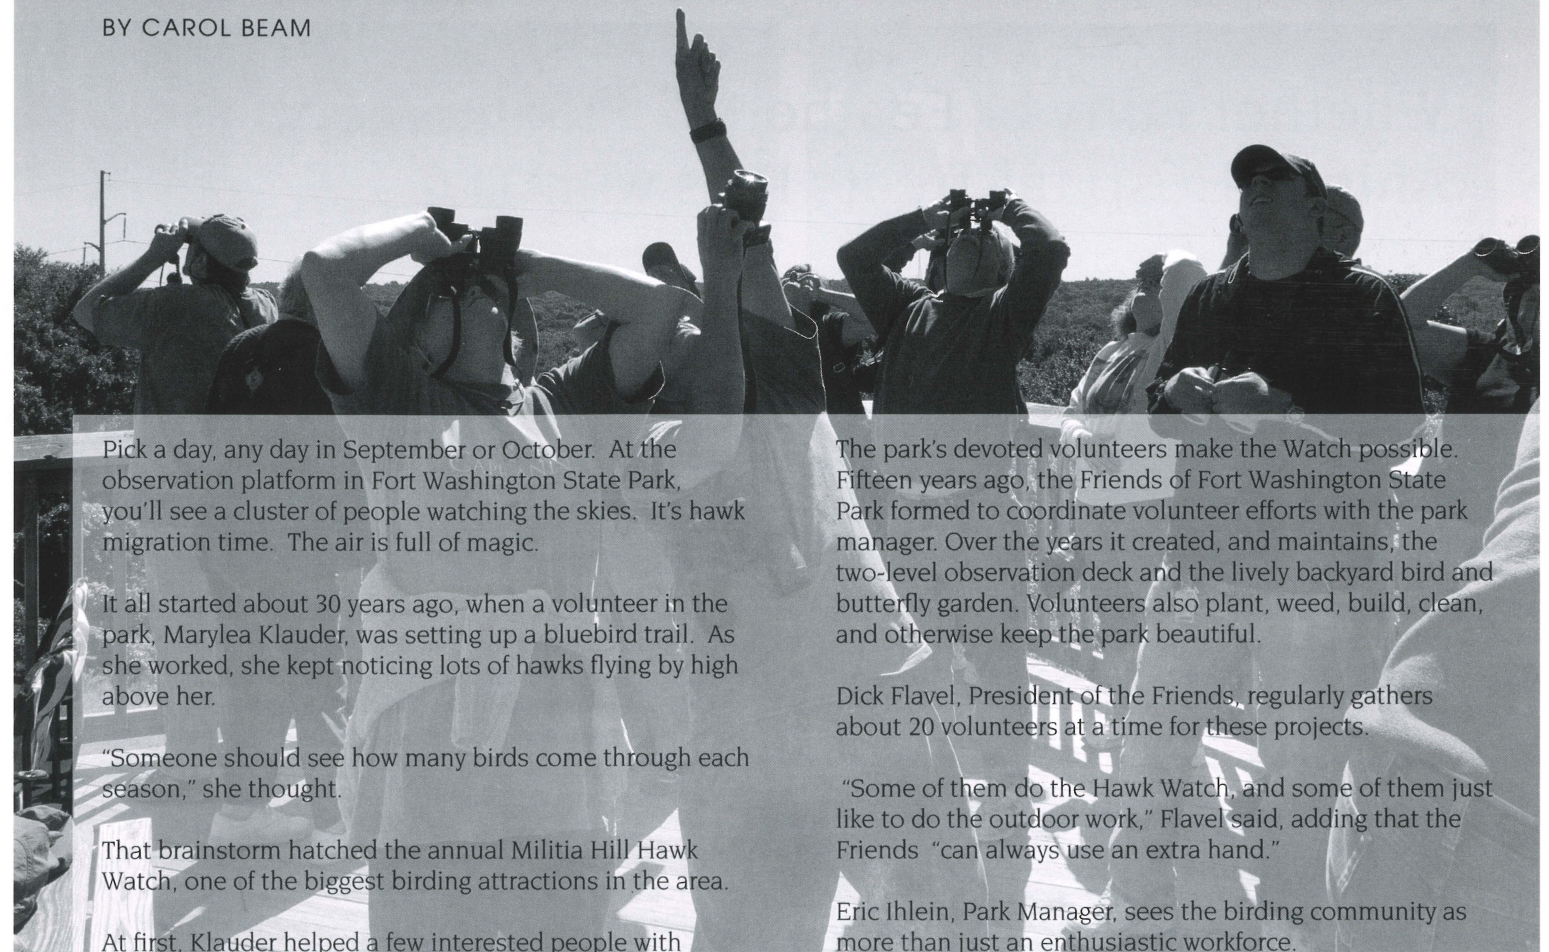 BY CAROL BEAM
Pick a day, any day in September or October.  At the
observation platform in Fort Washington State Park,
you'll see a cluster of people watching the skies.  It's hawk
migration time.  The air is full of magic.
It all started about 30 years ago, when a volunteer in the
park, Marylea Klauder, was setting up a bluebird trail.  As
she worked, she kept noticing lots of hawks flying by high
above her.
“Someone should see how many birds come through each
season,” she thought.
That brainstorm hatched the annual Militia Hill Hawk
Watch, one of the biggest birding attractions in the area.
At first, Klauder helped a few interested people with
The park's devoted volunteers make the Watch possible.
Fifteen years ago, the Friends of Fort Washington State
Park formed to coordinate volunteer efforts with the park
manager. Over the years it created, and maintains, the
two-level observation deck and the lively backyard bird and
butterfly garden. Volunteers also plant, weed, build, clean,
and otherwise keep the park beautiful.
Dick Flavel, President of the Friends, regularly gathers
about 20 volunteers at a time for these projects.
“Some of them do the Hawk Watch, and some of them just
like to do the outdoor work,” Flavel said, adding that the
Friends  “can always use an extra hand.”
Eric Ihlein, Park Manager, sees the birding community as
more than just an enthusiastic workforce.